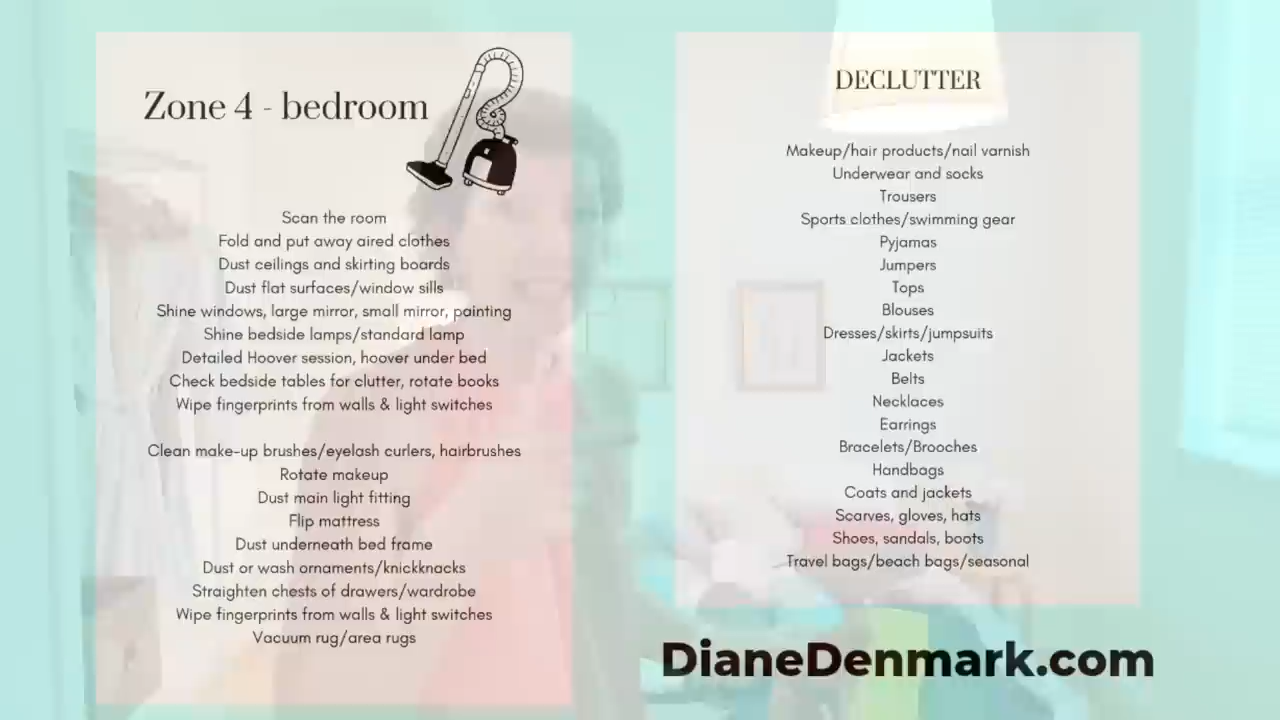 Zone 4 - bedroom
Scan the room
Fold and put away aired clothes
Dust ceilings and skirting boards
Dust flat surfaces/window sills
Shine windows, large mirror, small mirror, painting
Shine bedside lamps/standard lamp
Detailed Hoover session, hoover under bed
Check bedside tables for clutter, rotate books
Wipe fingerprints from walls & light switches
Clean make-up brushes/eyelash curlers, hairbrushes
Rotate makeup
Dust main light fitting
Flip mattress
Dust underneath bed frame
Dust or wash ornaments/knickknacks
Straighten chests of drawers/wardrobe
Wipe fingerprints from walls & light switches
Vacuum rug/area rugs
DECLUTTER
Makeup/hair products/nail varnish
Underwear and socks
Trousers
Sports clothes/swimming gear
Pyjamas
Jumpers
Tops
Blouses
Dresses/skirts/jumpsuits
Jackets
Belts
Necklaces
Earrings
Bracelets/Brooches
Handbags
Coats and jackets
Scarves, gloves, hats
Shoes, sandals, boots
Travel bags/beach bags/seasonal
DianeDenmark.com